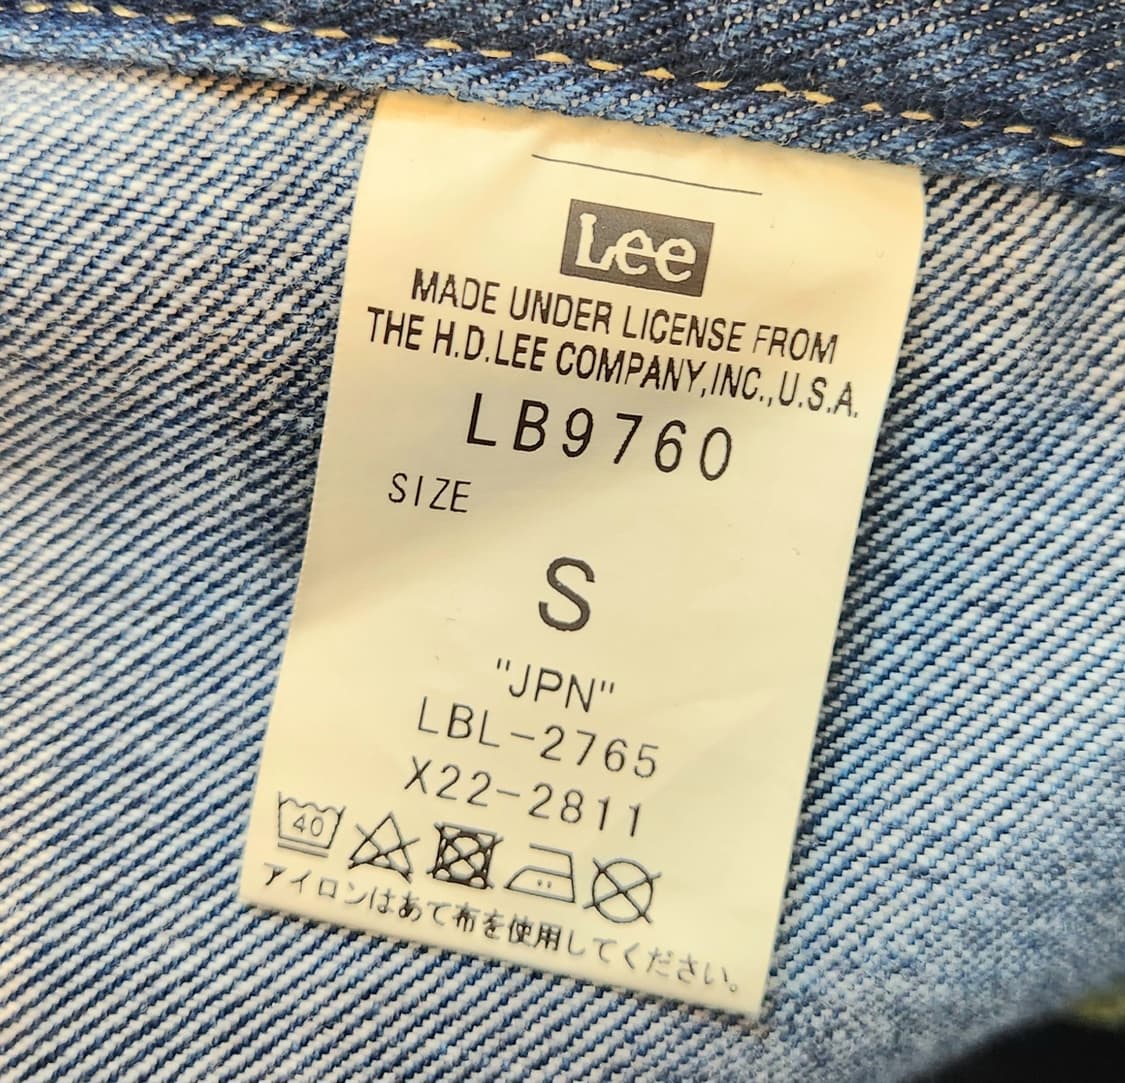 Lee
MADE UNDER LICENSE FROM
THE H.D.LEE COMPANY,INC.,U.S.A.
LB9760
SIZE
S
"JPN"
LBL-2765
X22-2811
40
アイロンはあて布を使用してください。